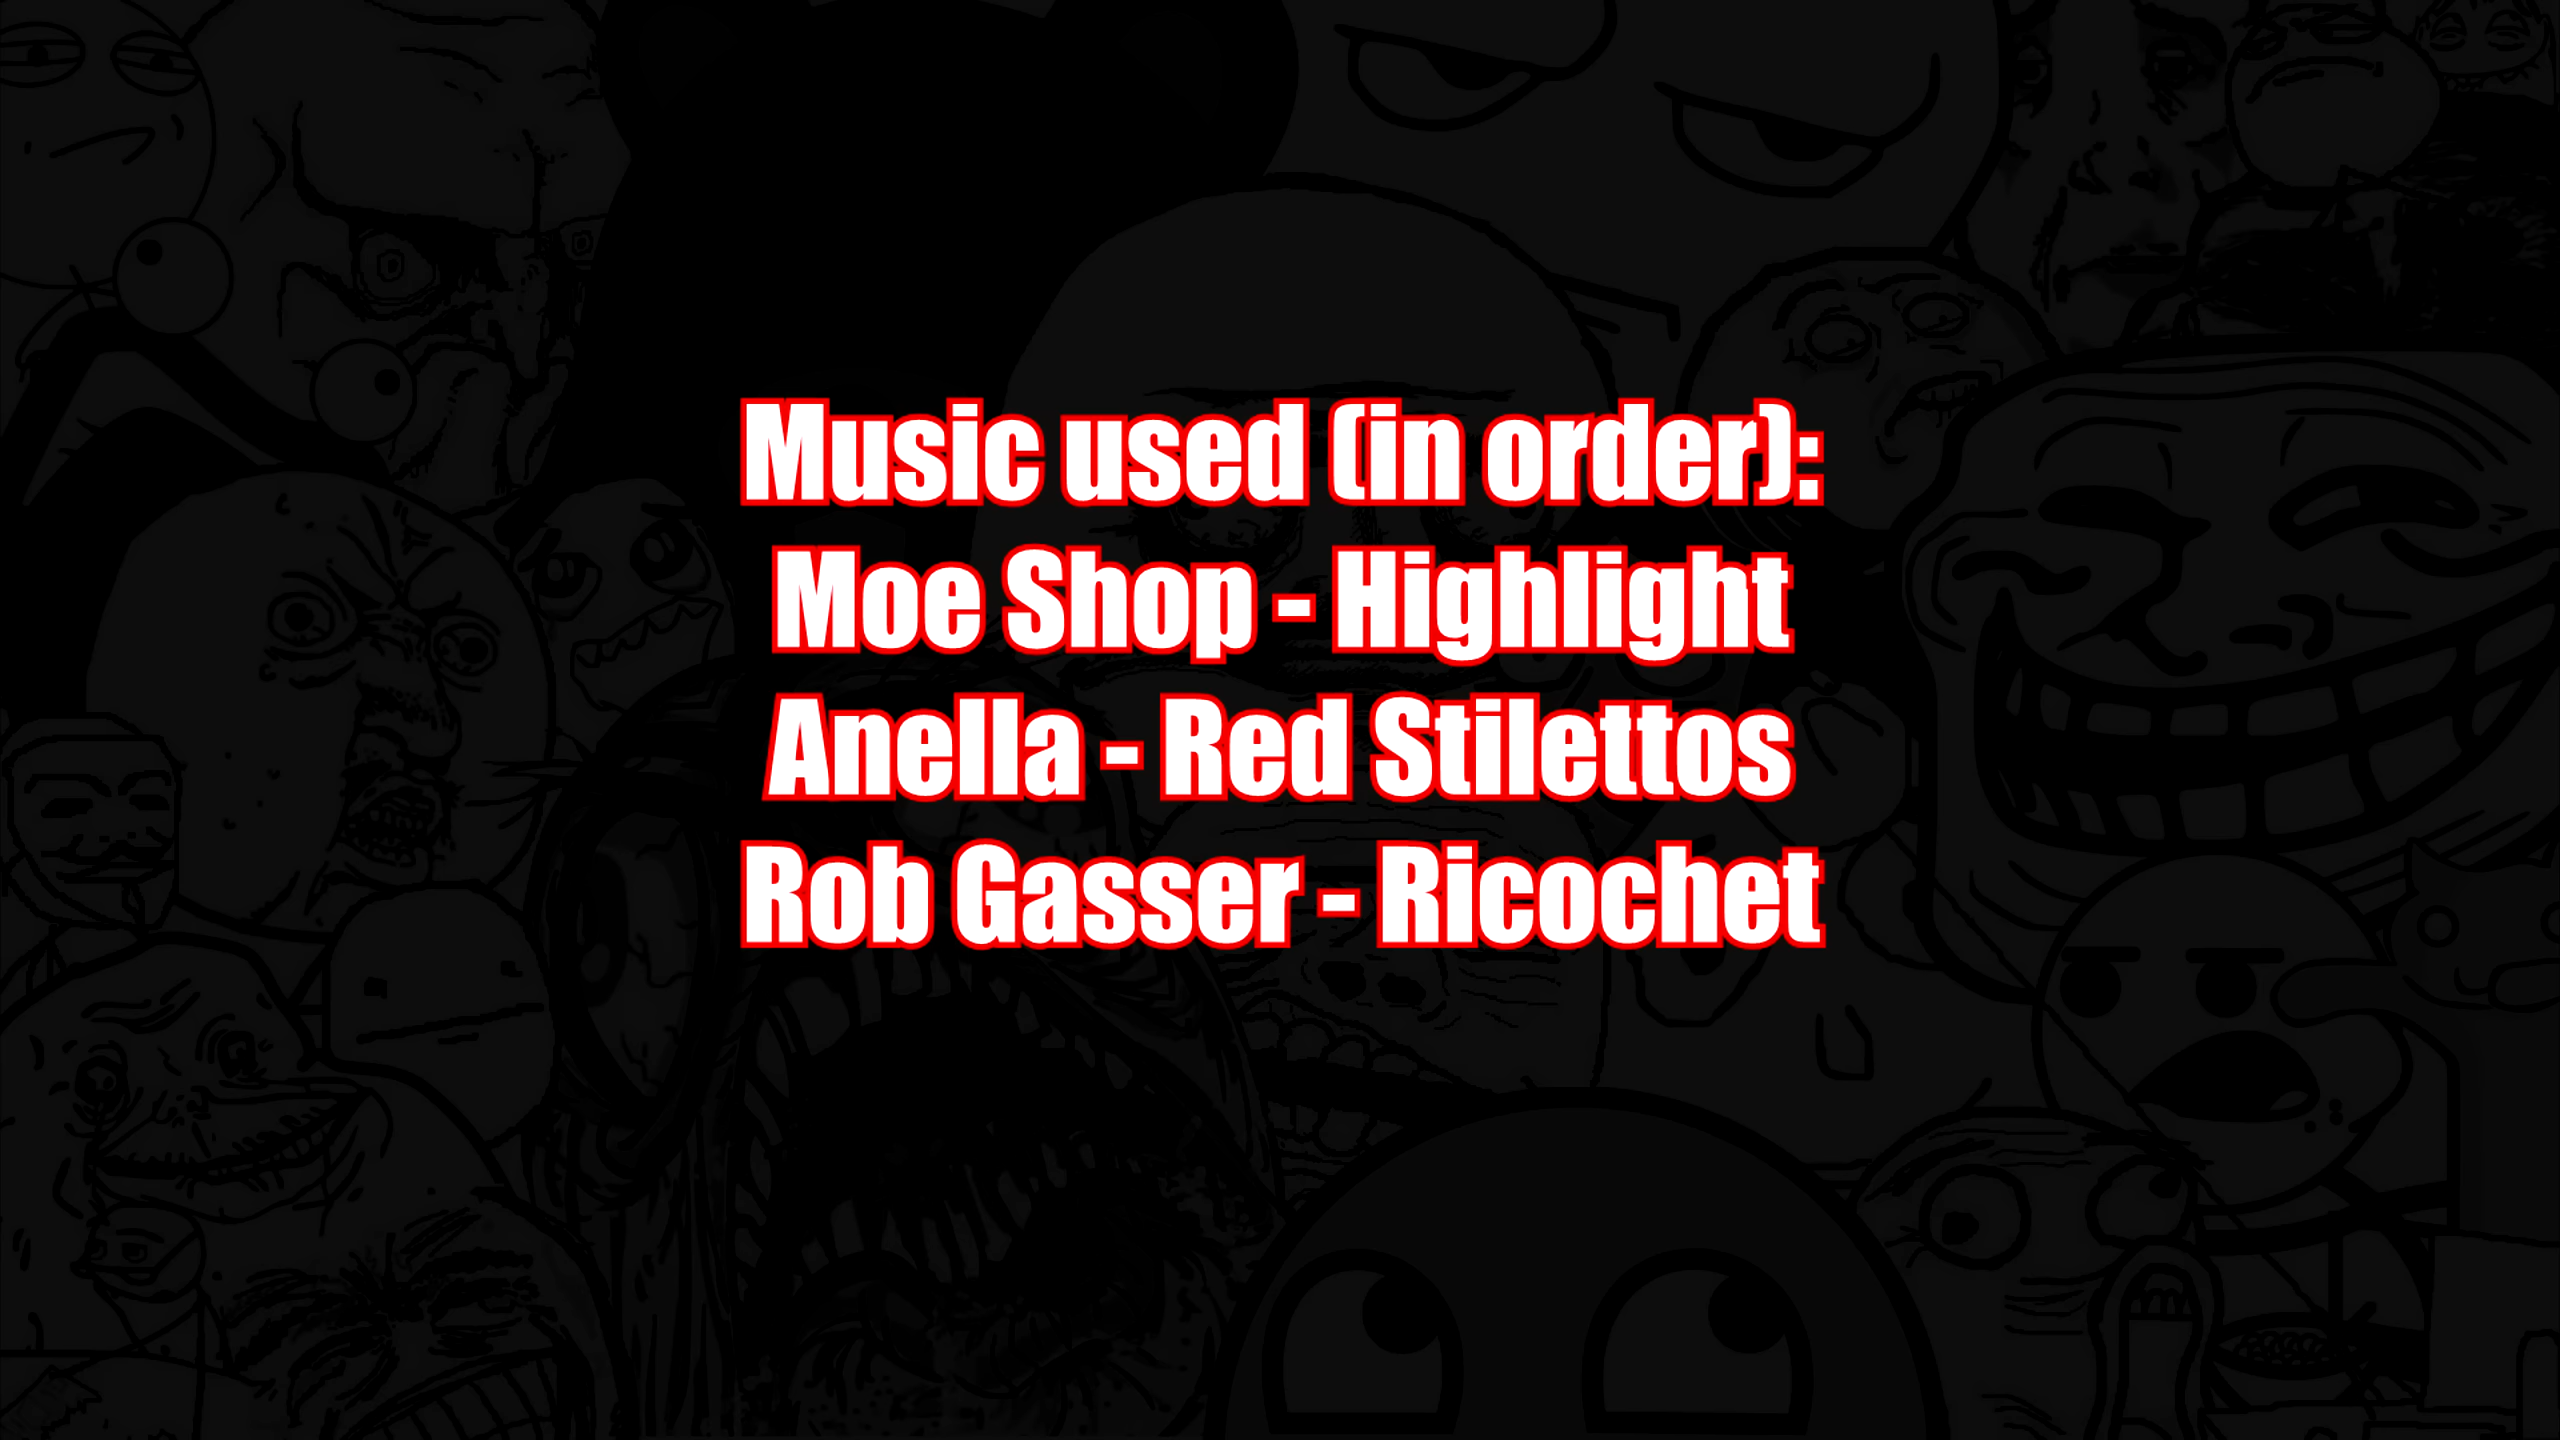 Music used (in order):
Moe Shop - Highlight
Anella - Red Stilettos
Rob Gasser - Ricochet